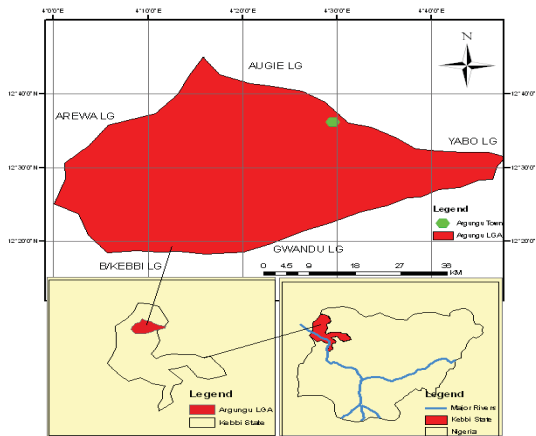 4°0'0"E 4°10'0"E 4°20'0"E 4°30'0"E 4°40'0"E
N
AUGIE LG
12°40'0"N 12°40'0"N
AREWA LG
YABO LG
12°30'0"N 12°30'0"N
Legend
Argungu Town
Argungu LGA
12°20'0"N 12°20'0"N
GWANDU LG
B/KEBBI LG
0 4.5 9 18 27 36
KM
Legend
Argungu LGA
Kebbi State
Legend
Major Rivers
Kebbi State
Nigeria